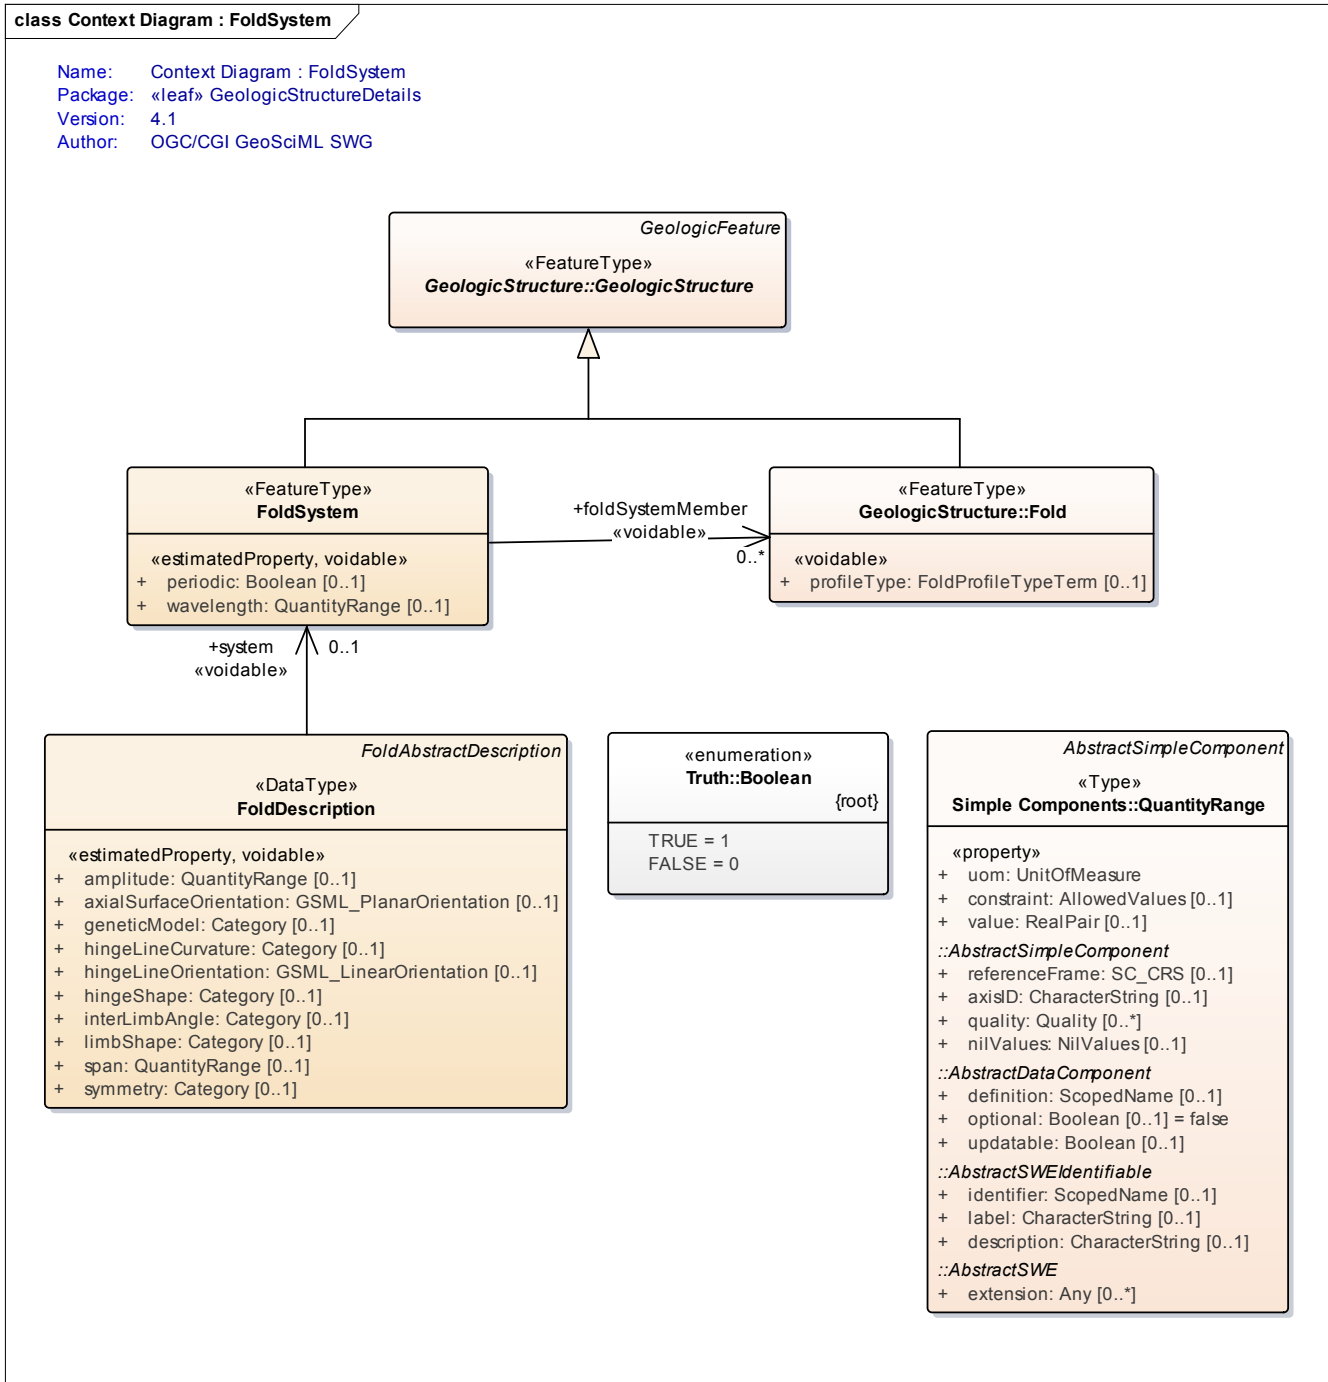 class Context Diagram : FoldSystem
Name: Context Diagram : FoldSystem
Package: «leaf» GeologicStructureDetails
Version: 4.1
Author: OGC/CGI GeoSciML SWG
GeologicFeature
«FeatureType»
GeologicStructure::GeologicStructure
«FeatureType»
FoldSystem
«estimatedProperty, voidable»
+ periodic: Boolean [0..1]
+ wavelength: QuantityRange [0..1]
+foldSystemMember
«voidable»
0..*
«FeatureType»
GeologicStructure::Fold
«voidable»
+ profileType: FoldProfileTypeTerm [0..1]
+system 0..1
«voidable»
FoldAbstractDescription
«DataType»
FoldDescription
«estimatedProperty, voidable»
+ amplitude: QuantityRange [0..1]
+ axialSurfaceOrientation: GSML_PlanarOrientation [0..1]
+ geneticModel: Category [0..1]
+ hingeLineCurvature: Category [0..1]
+ hingeLineOrientation: GSML_LinearOrientation [0..1]
+ hingeShape: Category [0..1]
+ interLimbAngle: Category [0..1]
+ limbShape: Category [0..1]
+ span: QuantityRange [0..1]
+ symmetry: Category [0..1]
«enumeration»
Truth::Boolean
{root}
TRUE = 1
FALSE = 0
AbstractSimpleComponent
«Type»
Simple Components::QuantityRange
«property»
+ uom: UnitOfMeasure
+ constraint: AllowedValues [0..1]
+ value: RealPair [0..1]
::AbstractSimpleComponent
+ referenceFrame: SC_CRS [0..1]
+ axisID: CharacterString [0..1]
+ quality: Quality [0..*]
+ nilValues: NilValues [0..1]
::AbstractDataComponent
+ definition: ScopedName [0..1]
+ optional: Boolean [0..1] = false
+ updatable: Boolean [0..1]
::AbstractSWEIdentifiable
+ identifier: ScopedName [0..1]
+ label: CharacterString [0..1]
+ description: CharacterString [0..1]
::AbstractSWE
+ extension: Any [0..*]